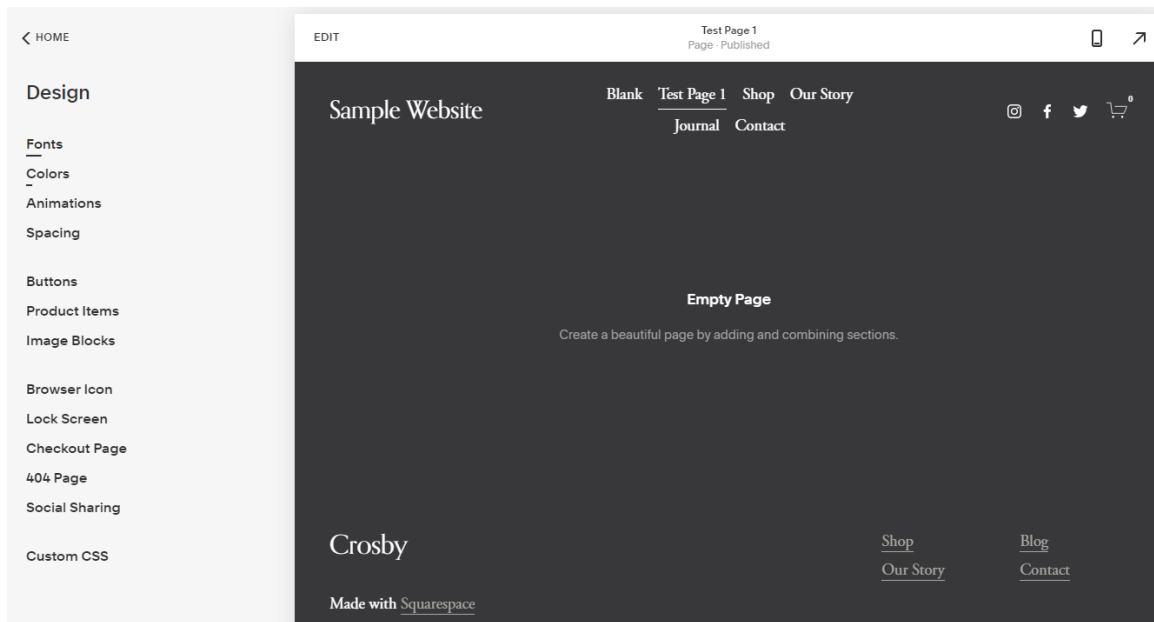 HOME
Design
Fonts
Colors
Animations
Spacing
Buttons
Product Items
Image Blocks
Browser Icon
Lock Screen
Checkout Page
404 Page
Social Sharing
Custom CSS
EDIT
Test Page 1
Page · Published
Sample Website
Blank Test Page 1 Shop Our Story
Journal Contact
0
Empty Page
Create a beautiful page by adding and combining sections.
Crosby
Shop Blog
Our Story Contact
Made with Squarespace